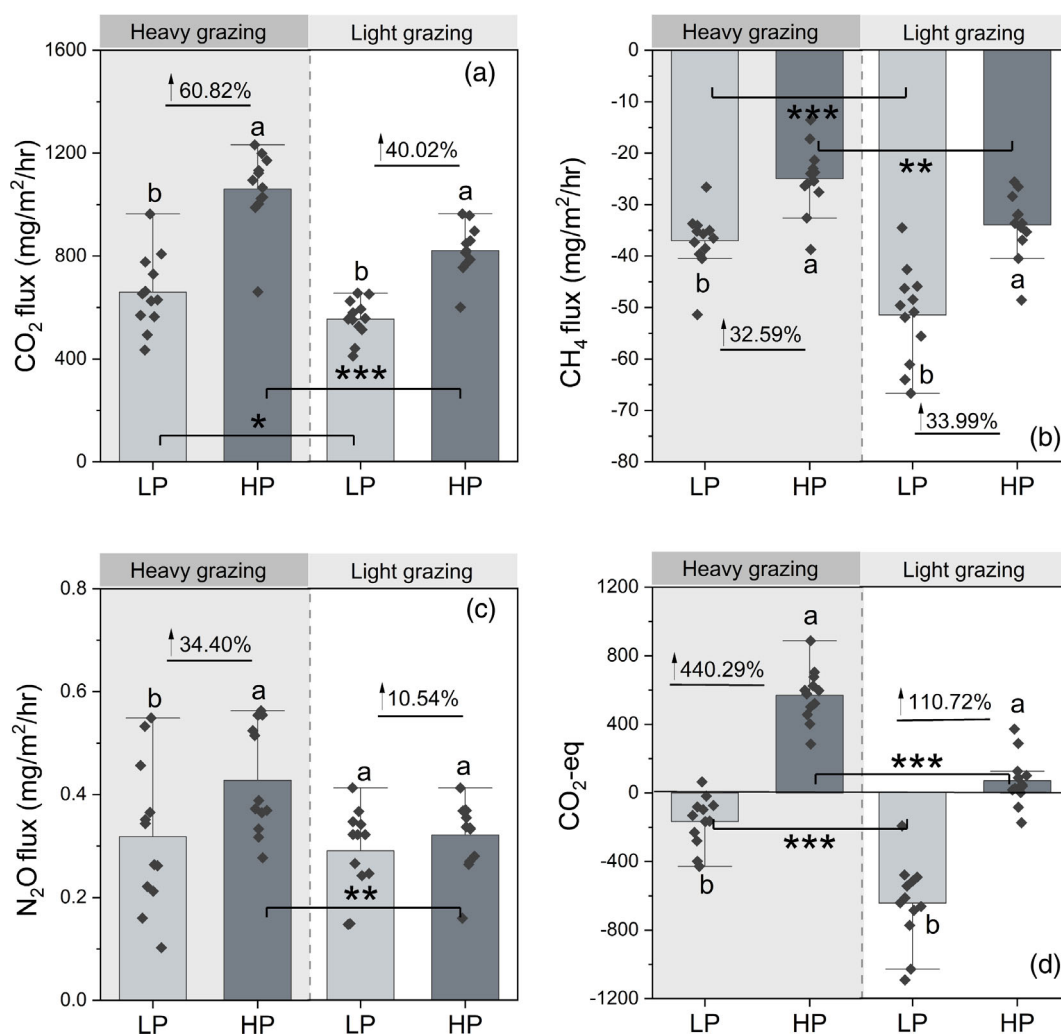 Heavy grazing Light grazing
(a)
CO2 flux (mg/m²/hr)
1600
1200
800
400
0
60.82%
40.02%
b
a
b
a
***
*
LP HP LP HP
Heavy grazing Light grazing
(b)
CH4 flux (mg/m²/hr)
0
-10
-20
-30
-40
-50
-60
-70
-80
***
**
b
a
b
a
32.59%
33.99%
LP HP LP HP
Heavy grazing Light grazing
(c)
N2O flux (mg/m²/hr)
0.8
0.6
0.4
0.2
0.0
34.40%
10.54%
b
a
a
a
**
LP HP LP HP
Heavy grazing Light grazing
(d)
CO2-eq
1200
800
400
0
-400
-800
-1200
440.29%
110.72%
a
a
***
***
b
b
LP HP LP HP